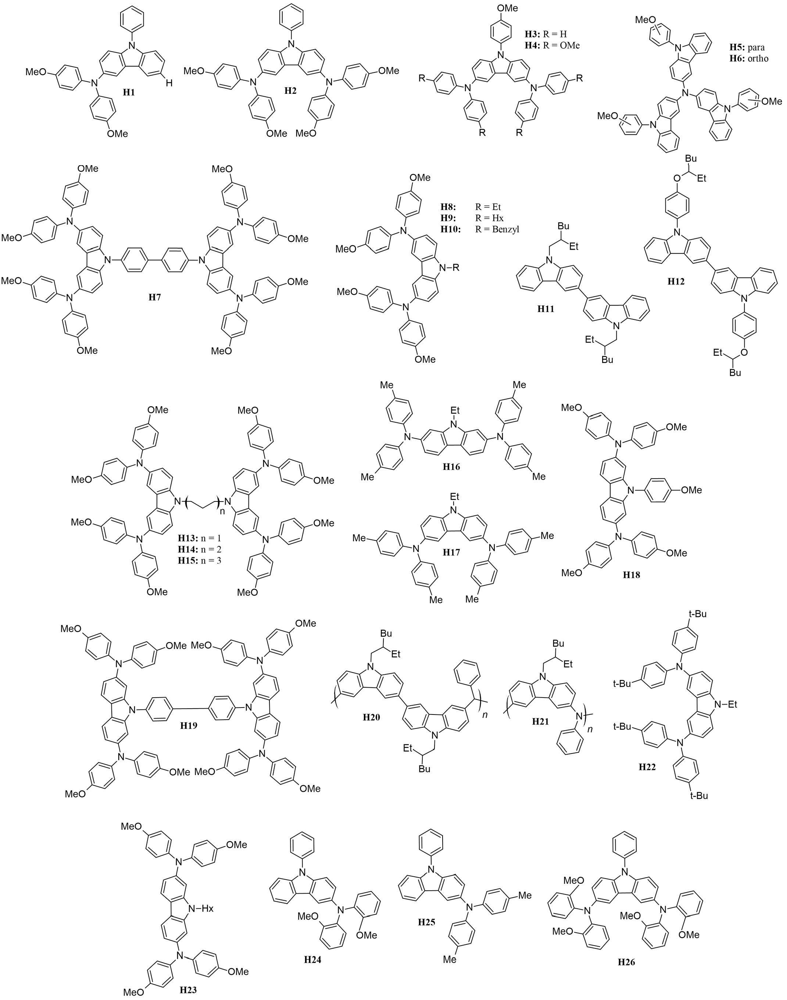 OMe
H3: R = H
H4: R = OMe
MeO
H5: para
H6: ortho
N
N
N
N
MeO
N
H
H1
OMe
MeO
N
H2
N
OMe
OMe
MeO
R
N
N
R
R
R
N
N
OMe
MeO
N
OMe
MeO
N
N
MeO
N
N
OMe
MeO
N
N
OMe
H7
MeO
N
N
OMe
MeO
OMe
H8: R = Et
H9: R = Hx
H10: R = Benzyl
N
MeO
N
R
MeO
N
OMe
Bu
Et
N
H11
N
Et
Bu
Bu
O
Et
N
H12
N
Et
O
Bu
OMe
MeO
N
N
MeO
OMe
N
(
)
n
N
MeO
OMe
N
N
H13: n = 1
H14: n = 2
H15: n = 3
OMe
MeO
Me
Me
Et
N
N
N
Me
H16
Me
Et
N
Me
N
H17
N
Me
Me
Me
MeO
OMe
N
N
OMe
N
OMe
MeO
H18
MeO
OMe
MeO
OMe
N
N
N
N
H19
N
N
OMe
MeO
MeO
OMe
Bu
Et
N
(
)
n
H20
N
Et
Bu
Bu
Et
N
(
H21
N
)
n
t-Bu
N
t-Bu
N
Et
t-Bu
N
H22
t-Bu
MeO
OMe
N
N
Hx
N
OMe
MeO
H23
N
MeO
N
OMe
H24
N
Me
N
H25
Me
N
MeO
N
MeO
MeO
N
OMe
H26